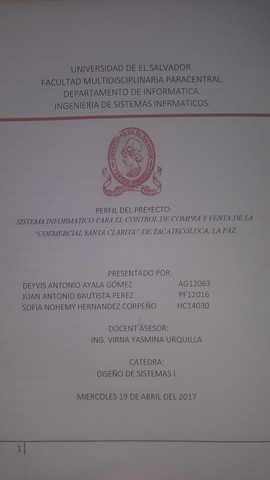 UNIVERSIDAD DE EL SALVADOR.
FACULTAD MULTIDISCIPLINARIA PARACENTRAL.
DEPARTAMENTO DE INFORMATICA.
INGENIERIA DE SISTEMAS INFRMATICOS.
PERFIL DEL PREYECTO:
SISTEMA INFORMATICO PARA EL CONTROL DE COMPRA Y VENTA DE LA
“COEMERCIAL SANTA CLARITA” DE ZACATECOLUCA, LA PAZ
PRESENTADO POR:
DEYVIS ANTONIO AYALA GÓMEZ AG12063
JUAN ANTONIO BAUTISTA PEREZ PF12016
SOFIA NOHEMY HERNANDEZ CORPEÑO HC14030
DOCENT ASESOR:
ING. VIRNA YASMINA URQUILLA
CATEDRA:
DISEÑO DE SISTEMAS I
MIERCOLES 19 DE ABRIL DEL 2017
1